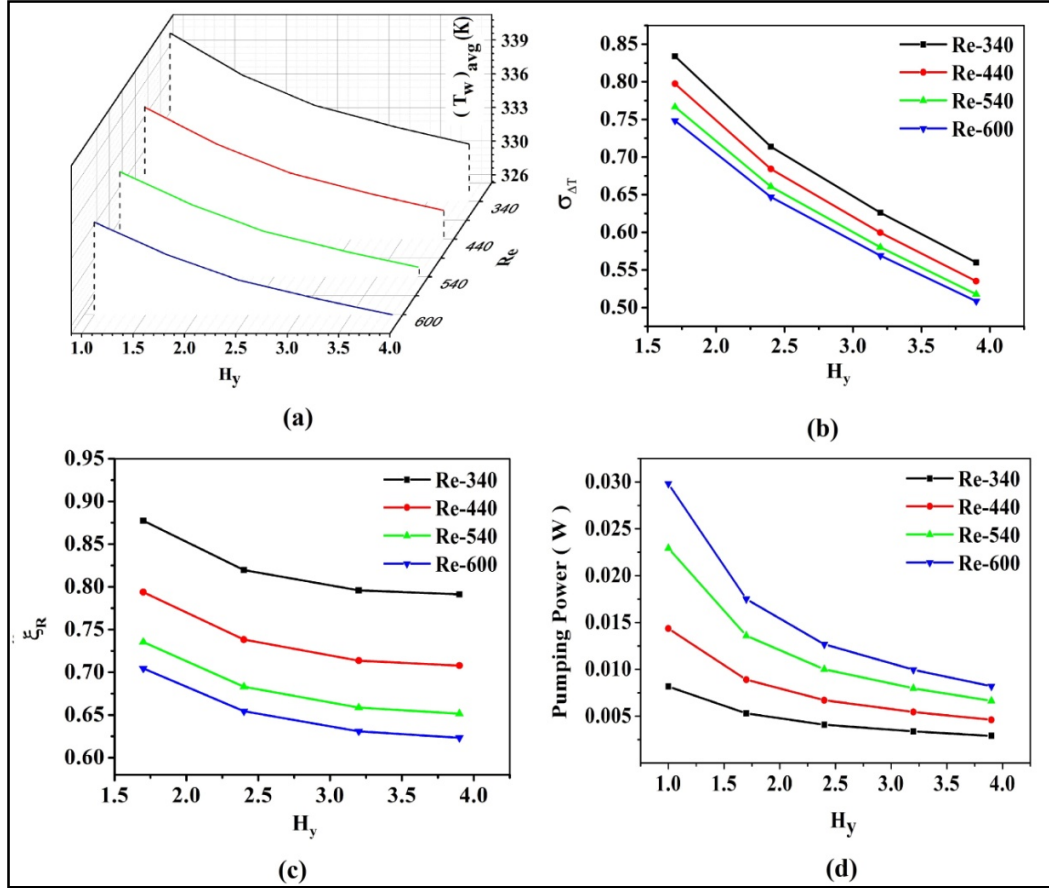 (T_w)_avg (K)
339
336
333
330
326
340
440
540
600
Re
1.0 1.5 2.0 2.5 3.0 3.5 4.0
H_y
(a)
0.85
0.80
0.75
0.70
0.65
0.60
0.55
0.50
σ_ΔT
Re-340
Re-440
Re-540
Re-600
1.5 2.0 2.5 3.0 3.5 4.0
H_y
(b)
0.95
0.90
0.85
0.80
0.75
0.70
0.65
0.60
ξ_R
Re-340
Re-440
Re-540
Re-600
1.5 2.0 2.5 3.0 3.5 4.0
H_y
(c)
0.030
0.025
0.020
0.015
0.010
0.005
Pumping Power ( W )
Re-340
Re-440
Re-540
Re-600
1.0 1.5 2.0 2.5 3.0 3.5 4.0
H_y
(d)